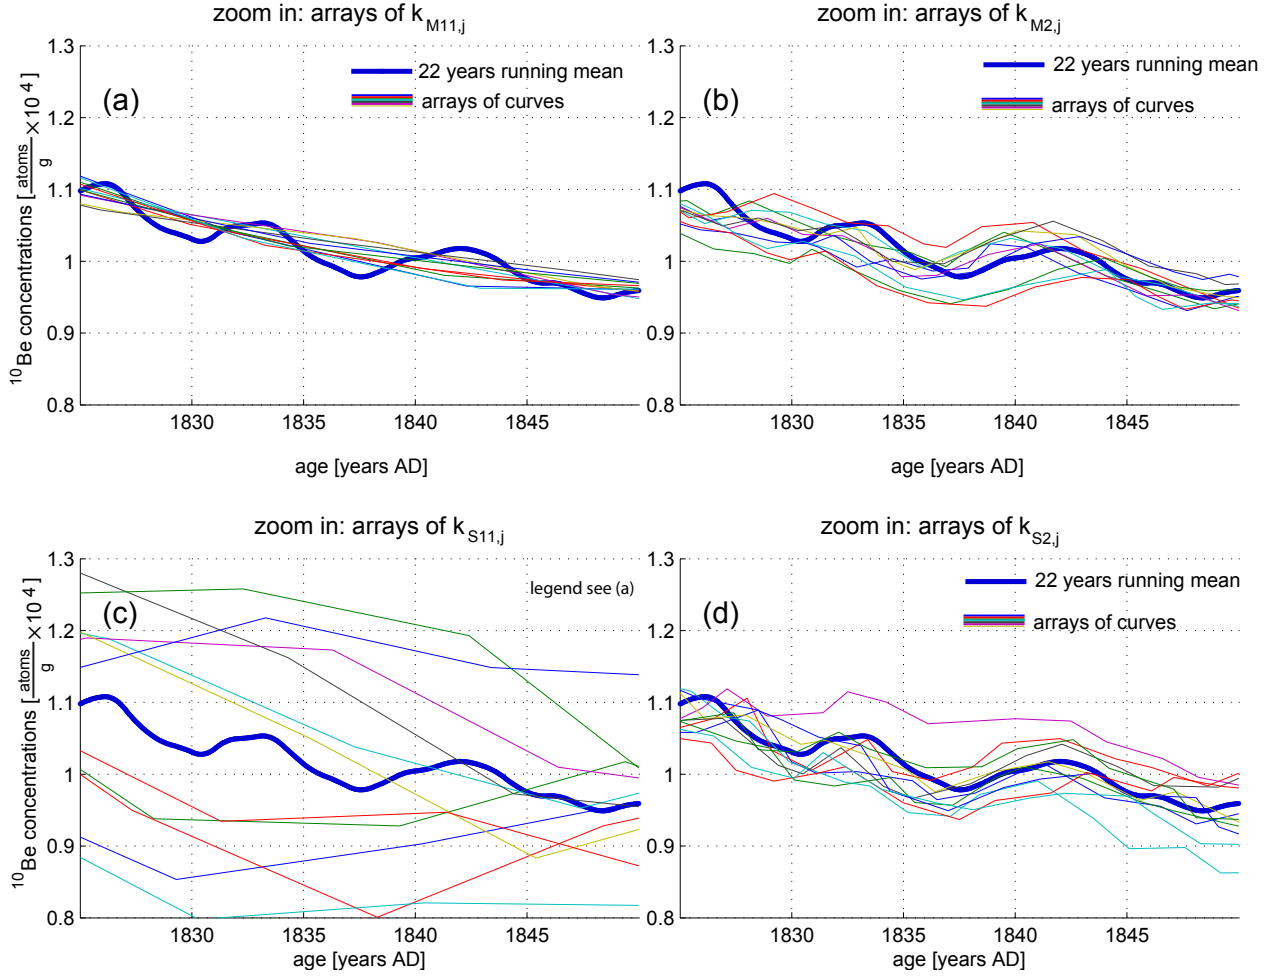 zoom in: arrays of k M11,j
1.3
1.2
1.1
1
0.9
0.8
10Be concentrations [atoms/g ×10 4]
(a)
22 years running mean
arrays of curves
1830
1835
1840
1845
age [years AD]
zoom in: arrays of k M2,j
1.3
1.2
1.1
1
0.9
0.8
(b)
22 years running mean
arrays of curves
1830
1835
1840
1845
age [years AD]
zoom in: arrays of k S11,j
1.3
1.2
1.1
1
0.9
0.8
10Be concentrations [atoms/g ×10 4]
(c)
legend see (a)
1830
1835
1840
1845
age [years AD]
zoom in: arrays of k S2,j
1.3
1.2
1.1
1
0.9
0.8
(d)
22 years running mean
arrays of curves
1830
1835
1840
1845
age [years AD]